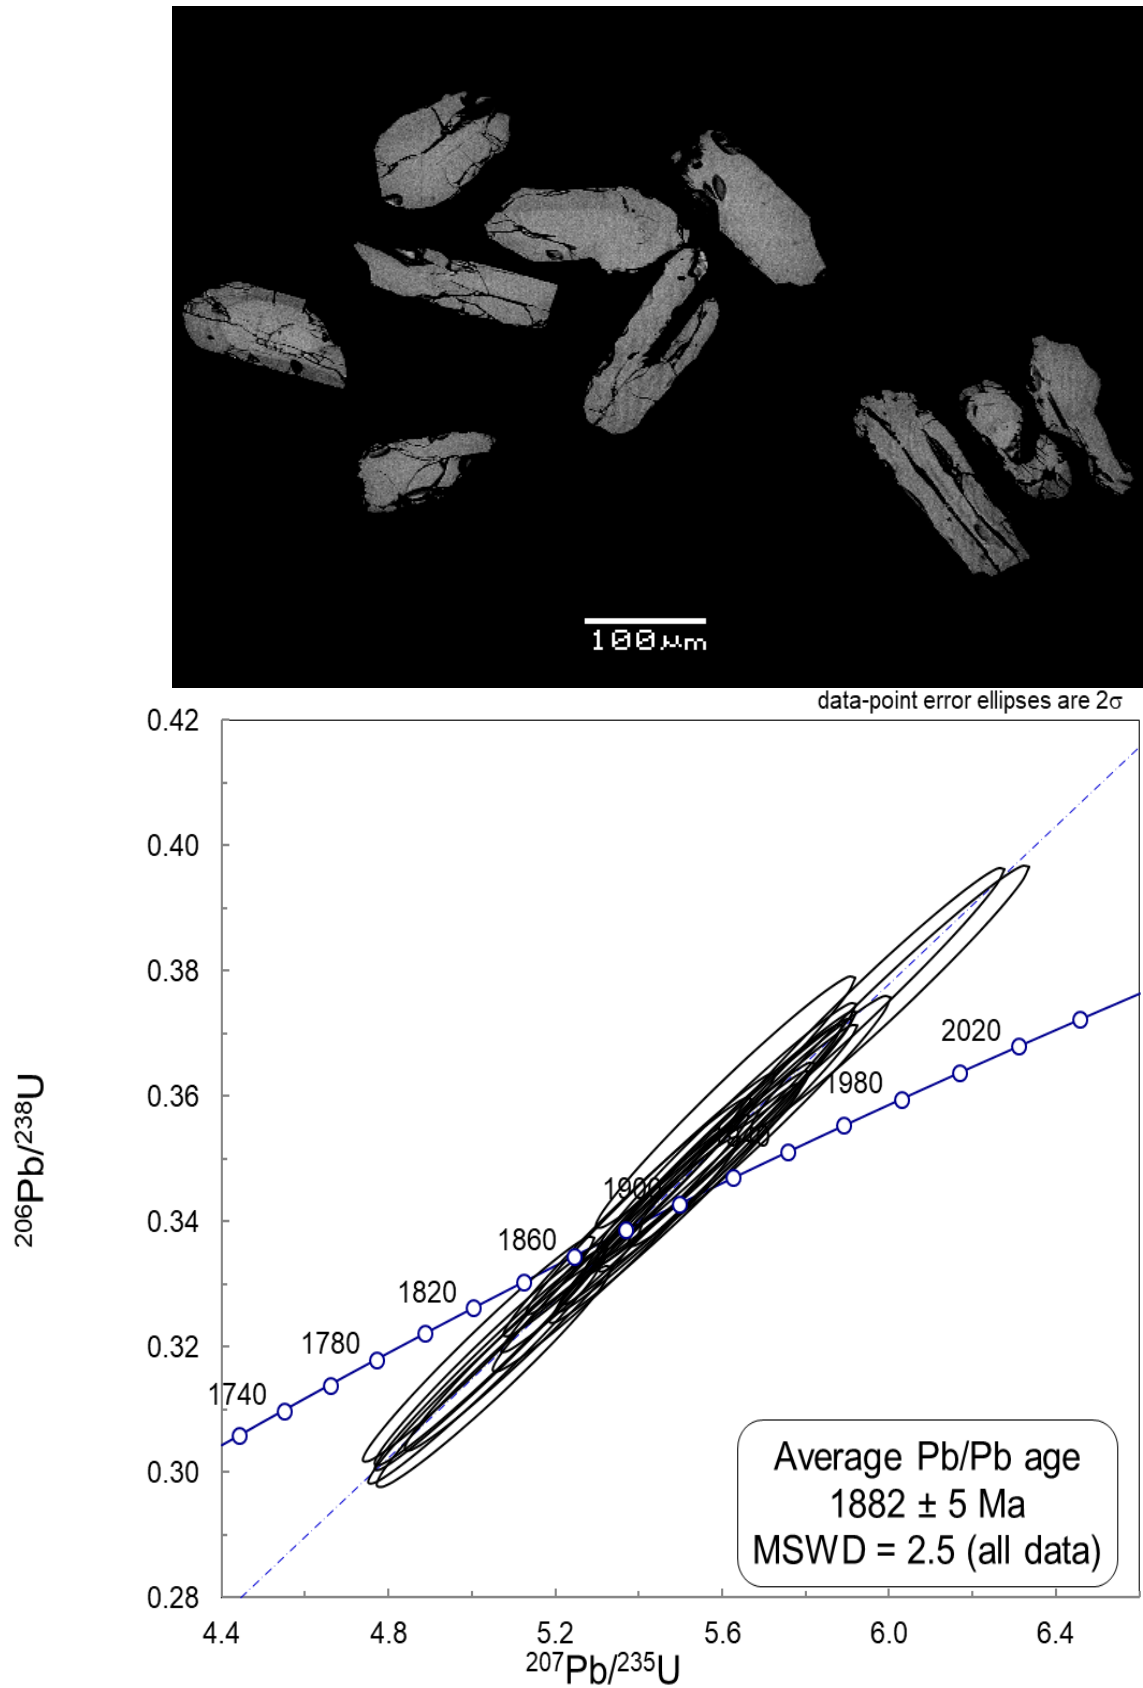 100µm
data-point error ellipses are 2σ
0.42
0.40
0.38
0.36
0.34
0.32
0.30
0.28
206Pb/238U
2020
1980
1900
1860
1820
1780
1740
Average Pb/Pb age
1882 ± 5 Ma
MSWD = 2.5 (all data)
4.4 4.8 5.2 5.6 6.0 6.4
207Pb/235U